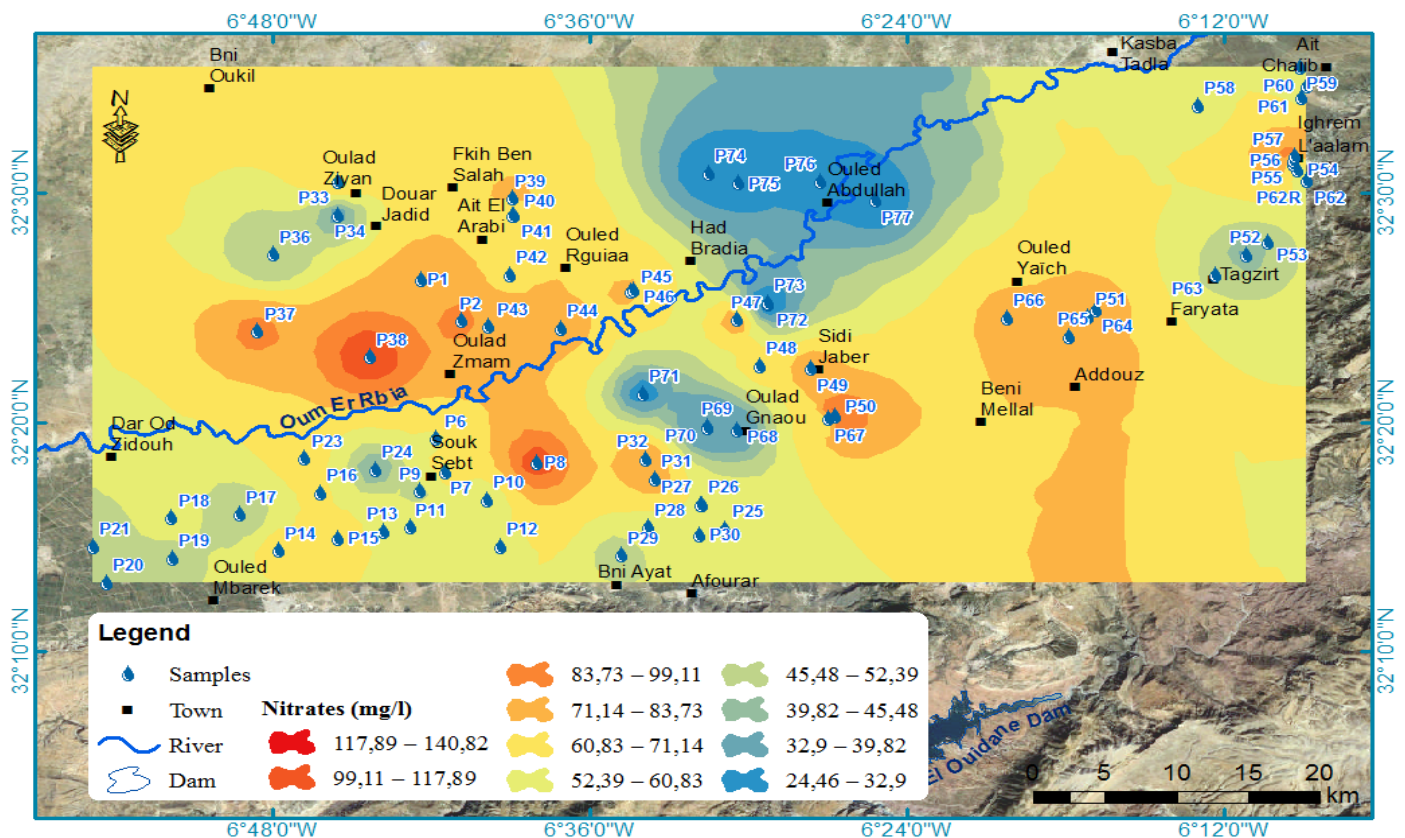 6°48'0"W
6°36'0"W
6°24'0"W
6°12'0"W
Bni
Oukil
Kasba
Tadla
Ait
Chaib
N
P58
P60
P59
P61
Ighrem
L'aalam
P57
P56
P55
P54
P62R
P62
32°30'0"N
32°30'0"N
Oulad
Ziyan
Fkih Ben
Salah
P39
P40
P74
P75
P76
Ouled
Abdullah
P77
P33
P34
Douar
Jadid
Ait El
Arabi
P41
P36
P42
Ouled
Rguiaa
Had
Bradia
P52
P53
Ouled
Yaïch
P63
Tagzirt
Faryata
P1
P45
P46
P73
P72
P47
P2
P43
P44
P37
P38
Oulad
Zmam
P66
P51
P65
P64
Sidi
Jaber
P48
P49
Addouz
Beni
Mellal
P71
Oulad
Gnaou
P50
P67
Oum Er Rbia
32°20'0"N
32°20'0"N
Dar Od
Zidouh
P6
Souk
Sebt
P69
P70
P68
P23
P24
P16
P9
P7
P8
P32
P31
P27
P10
P26
P18
P17
P13
P11
P28
P25
P21
P19
P14
P15
P12
P30
P29
P20
Ouled
Mbarek
Bni Ayat
Afourar
32°10'0"N
32°10'0"N
Legend
Samples
Town
River
Dam
Nitrates (mg/l)
117,89 – 140,82
99,11 – 117,89
83,73 – 99,11
71,14 – 83,73
60,83 – 71,14
52,39 – 60,83
45,48 – 52,39
39,82 – 45,48
32,9 – 39,82
24,46 – 32,9
El Ouidane Dam
0 5 10 15 20
km
6°48'0"W
6°36'0"W
6°24'0"W
6°12'0"W